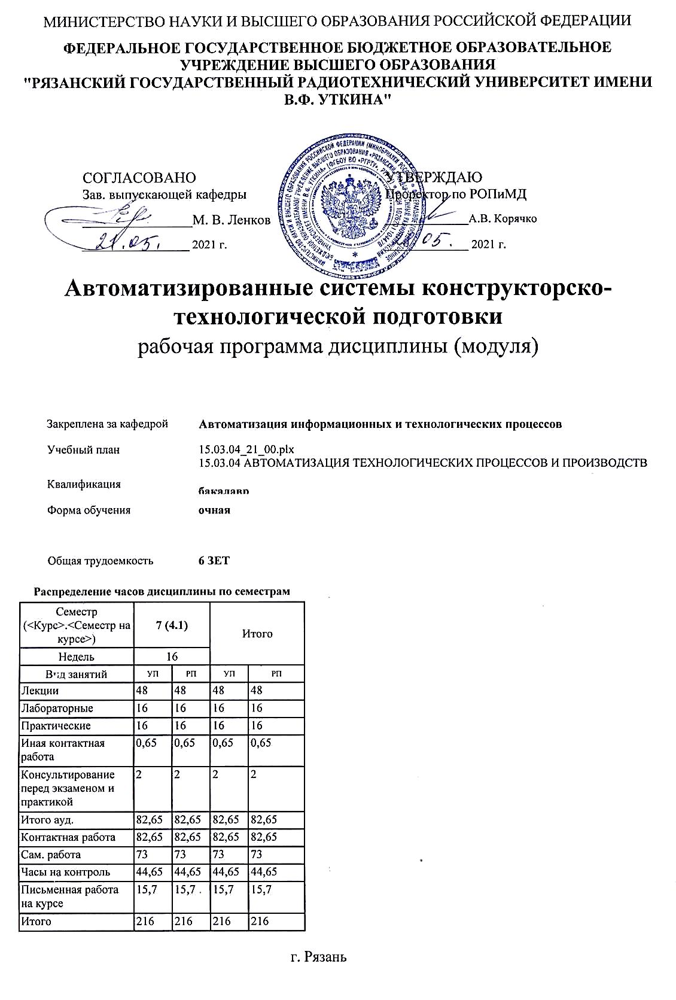 МИНИСТЕРСТВО НАУКИ И ВЫСШЕГО ОБРАЗОВАНИЯ РОССИЙСКОЙ ФЕДЕРАЦИИ
ФЕДЕРАЛЬНОЕ ГОСУДАРСТВЕННОЕ БЮДЖЕТНОЕ ОБРАЗОВАТЕЛЬНОЕ
УЧРЕЖДЕНИЕ ВЫСШЕГО ОБРАЗОВАНИЯ
"РЯЗАНСКИЙ ГОСУДАРСТВЕННЫЙ РАДИОТЕХНИЧЕСКИЙ УНИВЕРСИТЕТ ИМЕНИ
В.Ф. УТКИНА"
СОГЛАСОВАНО
Зав. выпускающей кафедры
М. В. Ленков
21.05. 2021 г.
УТВЕРЖДАЮ
Проректор по РОПиМД
А.В. Корячко
05. 2021 г.
Автоматизированные системы конструкторско-
технологической подготовки
рабочая программа дисциплины (модуля)
Закреплена за кафедрой Автоматизация информационных и технологических процессов
Учебный план 15.03.04_21_00.plx
15.03.04 АВТОМАТИЗАЦИЯ ТЕХНОЛОГИЧЕСКИХ ПРОЦЕССОВ И ПРОИЗВОДСТВ
Квалификация бакалавр
Форма обучения очная
Общая трудоемкость 6 ЗЕТ
Распределение часов дисциплины по семестрам
Семестр
(<Курс>.<Семестр на
курсе>)
7 (4.1)
Итого
Недель 16
Вид занятий УП РП УП РП
Лекции 48 48 48 48
Лабораторные 16 16 16 16
Практические 16 16 16 16
Иная контактная
работа
0,65 0,65 0,65 0,65
Консультирование
перед экзаменом и
практикой
2 2 2 2
Итого ауд. 82,65 82,65 82,65 82,65
Контактная работа 82,65 82,65 82,65 82,65
Сам. работа 73 73 73 73
Часы на контроль 44,65 44,65 44,65 44,65
Письменная работа
на курсе
15,7 15,7 15,7 15,7
Итого 216 216 216 216
г. Рязань